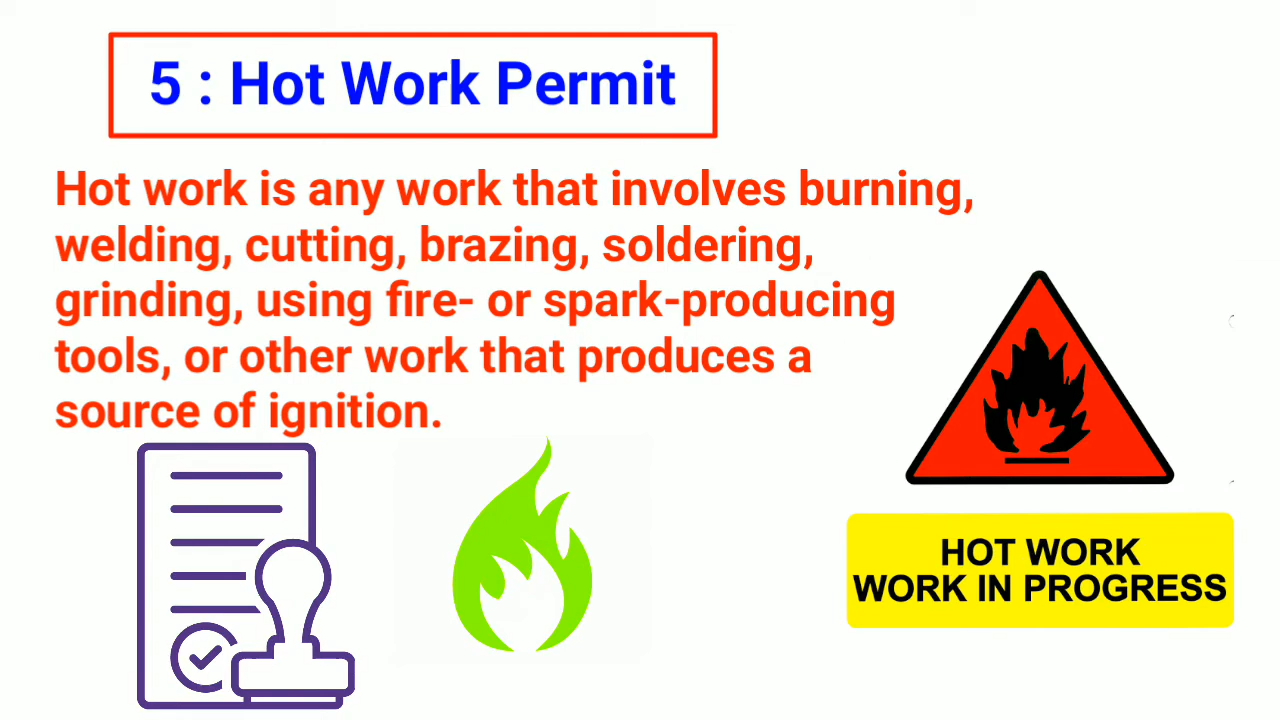 5 : Hot Work Permit
Hot work is any work that involves burning,
welding, cutting, brazing, soldering,
grinding, using fire- or spark-producing
tools, or other work that produces a
source of ignition.
HOT WORK
WORK IN PROGRESS